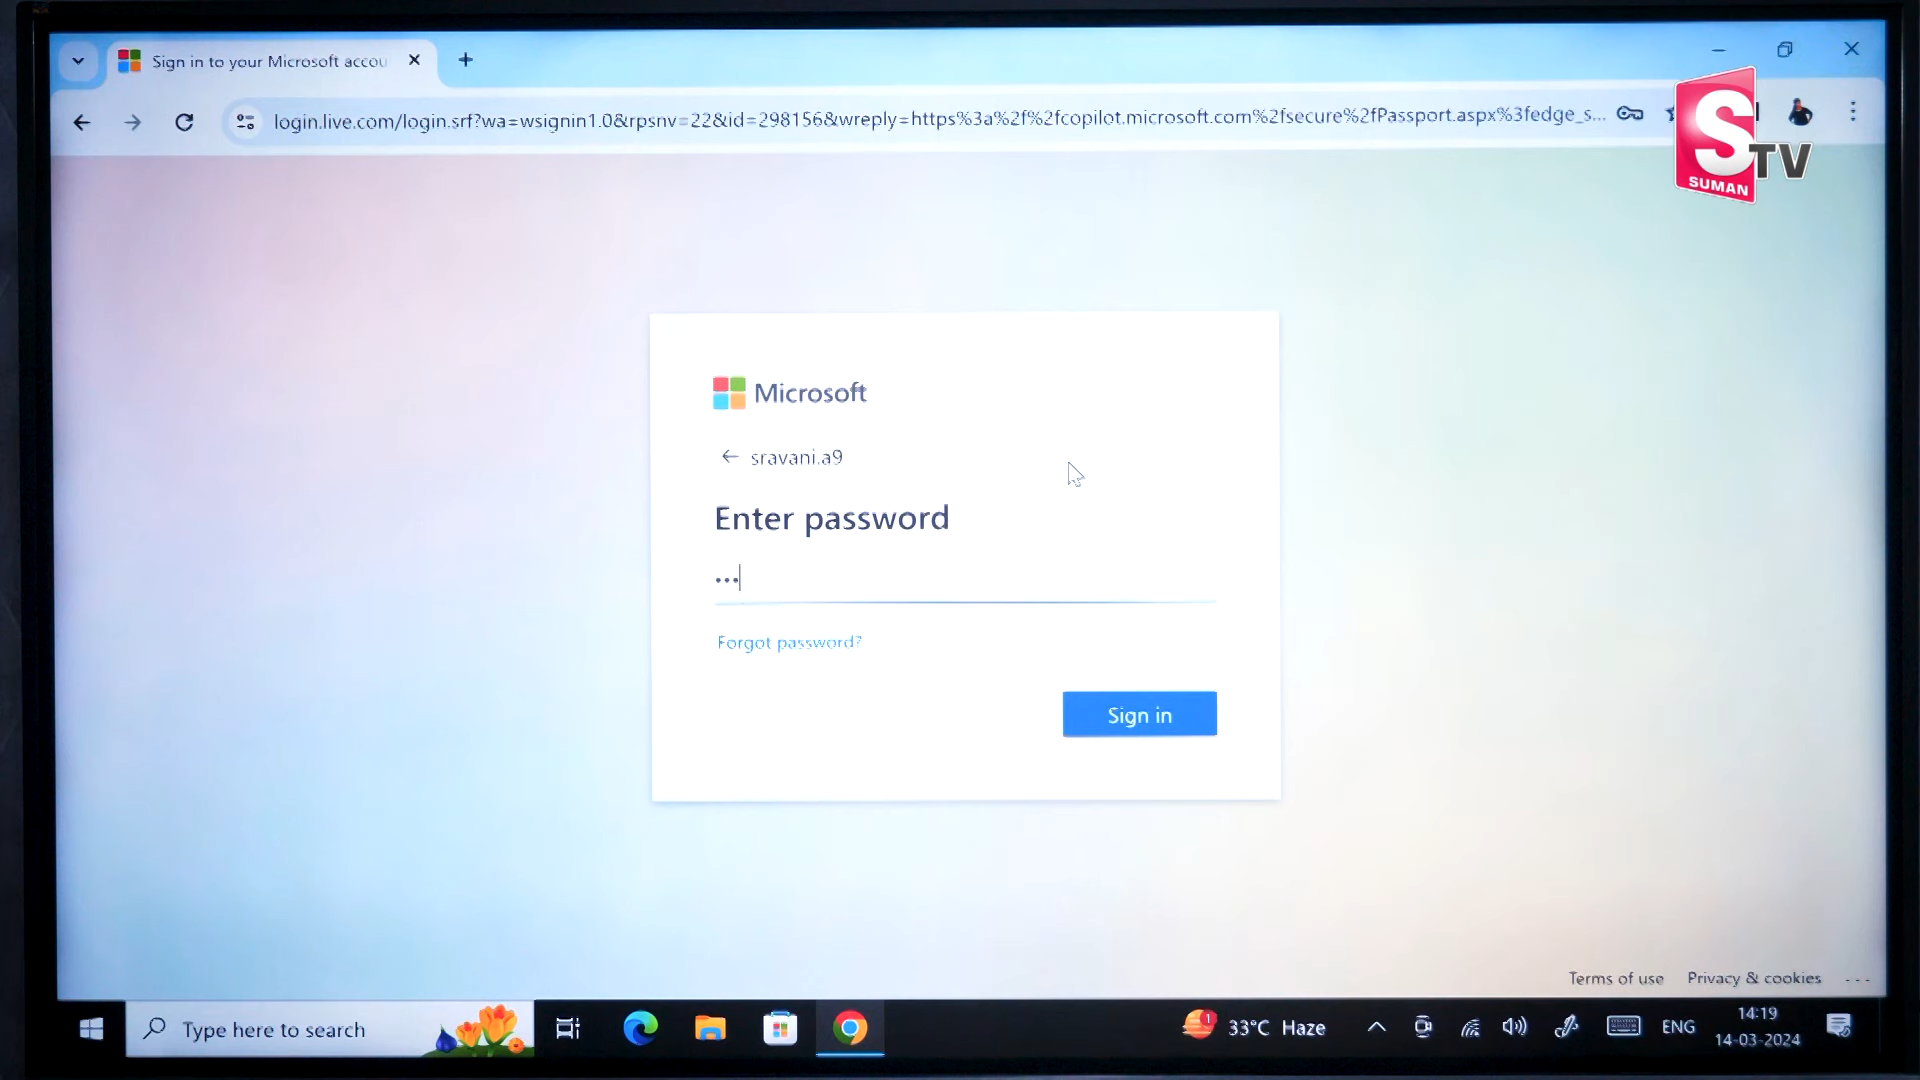 Sign in to your Microsoft accou
login.live.com/login.srf?wa=wsignin1.0&rpsnv=22&id=298156&wreply=https%3a%2f%2fcopilot.microsoft.com%2fsecure%2fPassport.aspx%3fedge_s...
S
TV
SUMAN
Microsoft
sravani.a9
Enter password
•••
Forgot password?
Sign in
Terms of use Privacy & cookies ...
Type here to search
1
33°C Haze
ENG
14:19
14-03-2024